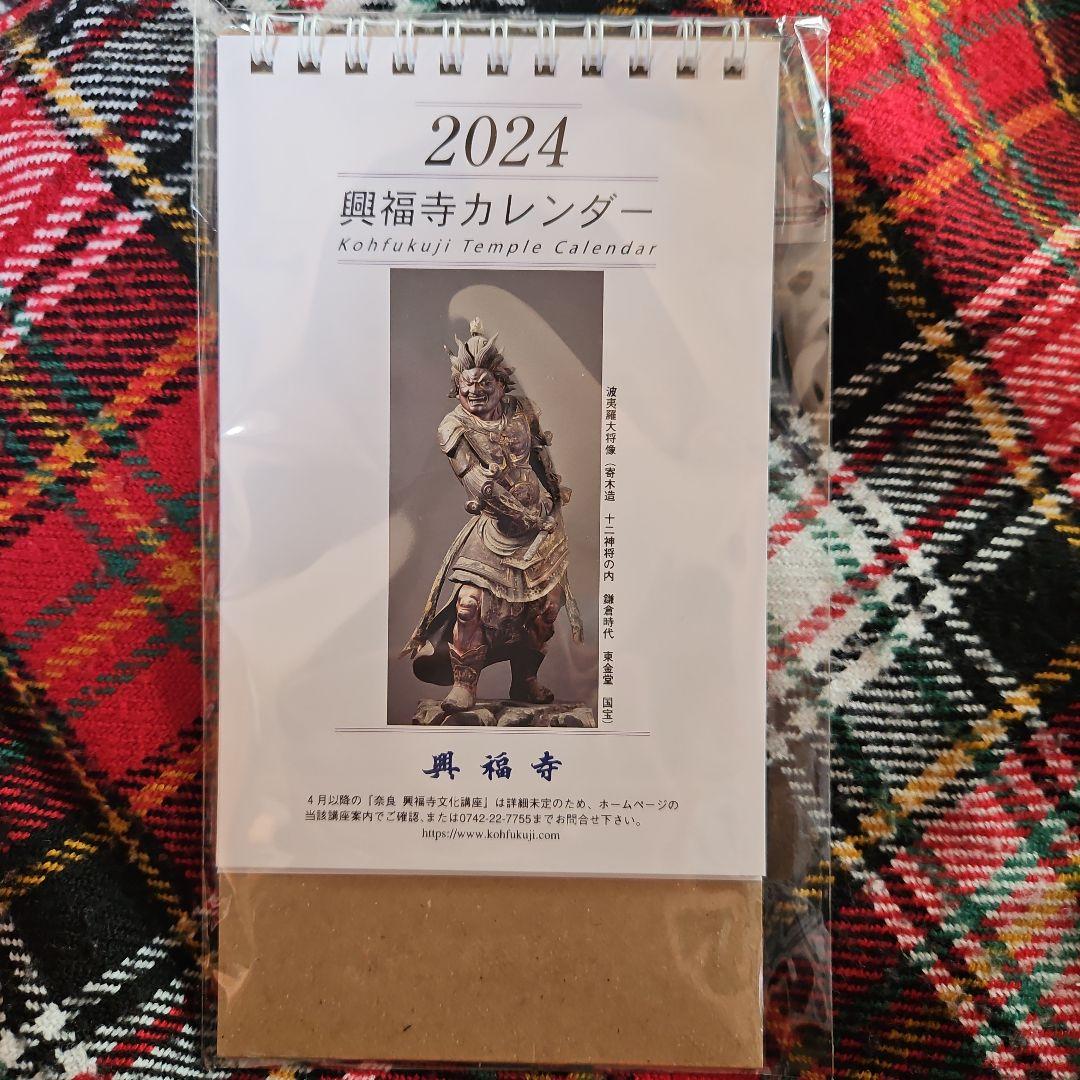 2024
興福寺カレンダー
Kohfukuji Temple Calendar
波夷羅大将像（寄木造 十二神将の内 鎌倉時代 東金堂 国宝）
興福寺
4月以降の「奈良 興福寺文化講座」は詳細未定のため、ホームページの
当該講座案内でご確認、または0742-22-7755までお問合せ下さい。
https://www.kohfukuji.com